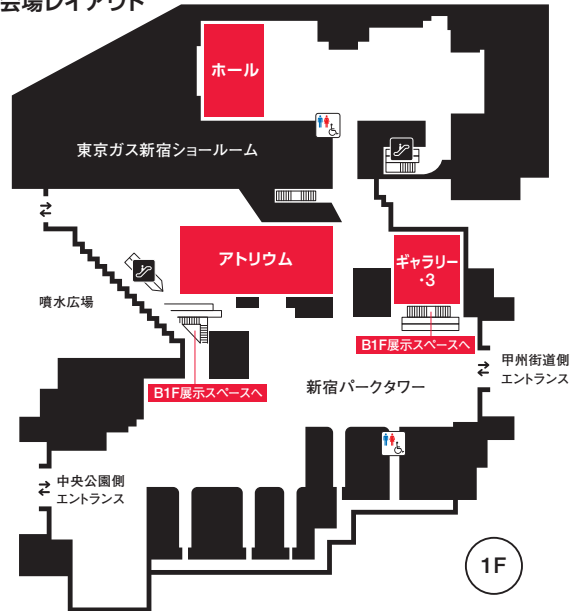 会場レイアウト
ホール
東京ガス新宿ショールーム
アトリウム
ギャラリー
・3
噴水広場
B1F展示スペースへ
甲州街道側
エントランス
B1F展示スペースへ
新宿パークタワー
中央公園側
エントランス
1F